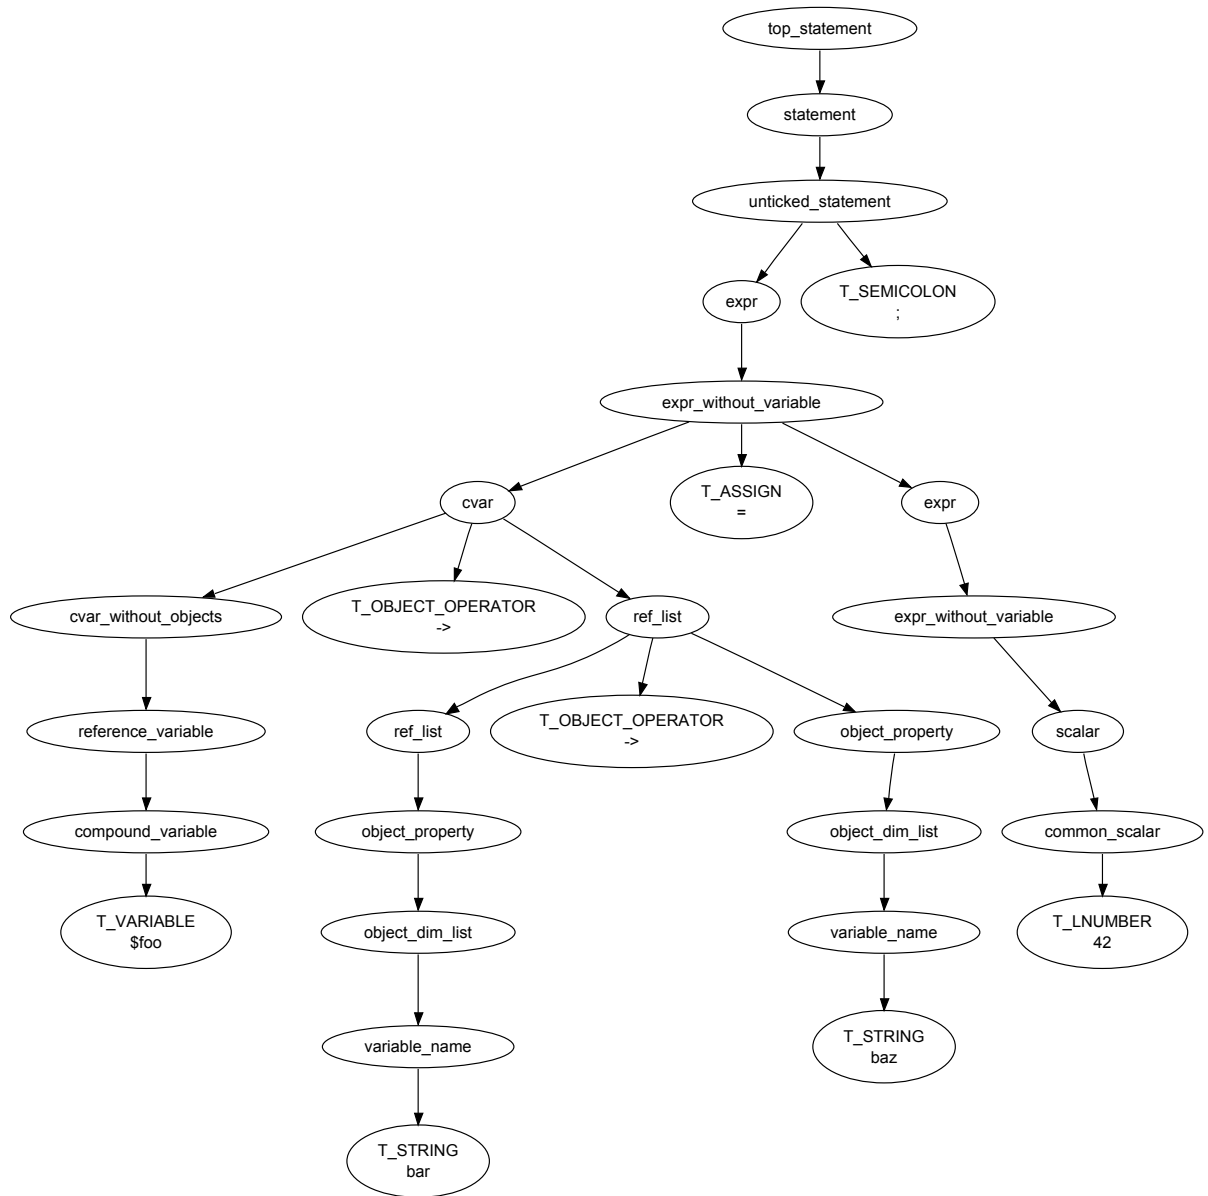 top_statement
statement
unticked_statement
expr
T_SEMICOLON
;
expr_without_variable
cvar
T_ASSIGN
=
expr
cvar_without_objects
T_OBJECT_OPERATOR
->
ref_list
expr_without_variable
reference_variable
ref_list
T_OBJECT_OPERATOR
->
object_property
scalar
compound_variable
object_property
object_dim_list
common_scalar
T_VARIABLE
$foo
object_dim_list
variable_name
T_LNUMBER
42
variable_name
T_STRING
baz
T_STRING
bar